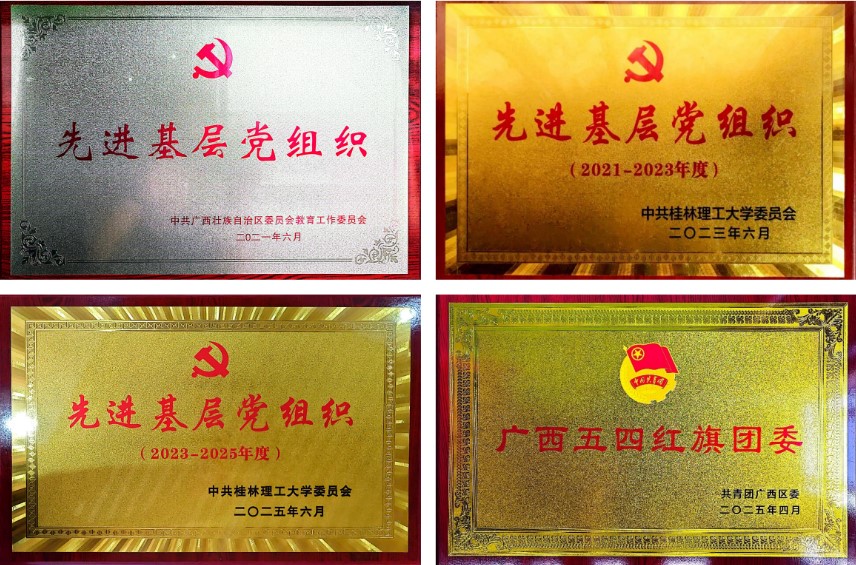 先进基层党组织
中共广西壮族自治区委员会教育工作委员会
二〇二一年六月
先进基层党组织
（2021-2023年度）
中共桂林理工大学委员会
二〇二三年六月
先进基层党组织
（2023-2025年度）
中共桂林理工大学委员会
二〇二五年六月
中国共青团
广西五四红旗团委
共青团广西区委
二〇二五年四月